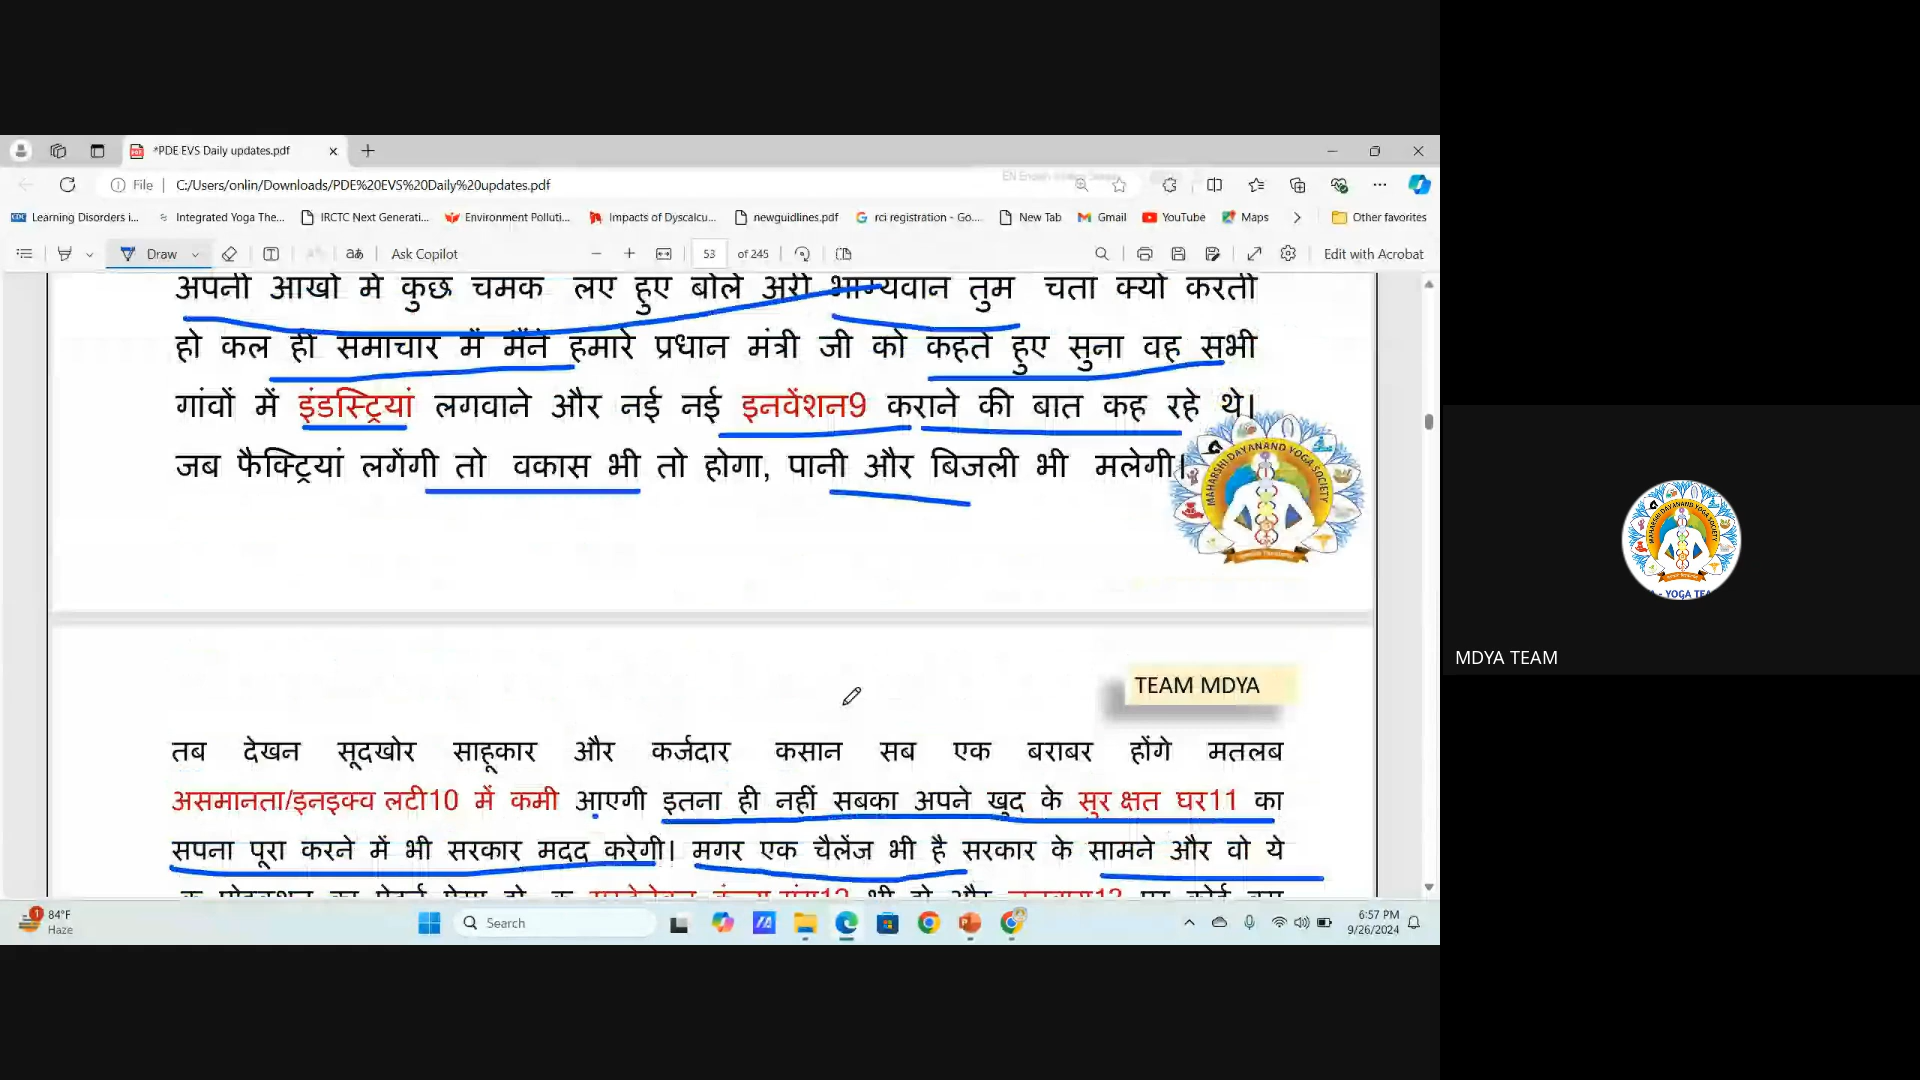 *PDE EVS Daily updates.pdf
File | C:/Users/onlin/Downloads/PDE%20EVS%20Daily%20updates.pdf
Learning Disorders i... Integrated Yoga The... IRCTC Next Generati... Environment Polluti... Impacts of Dyscalcu... newguidlines.pdf rci registration - Go... New Tab Gmail YouTube Maps Other favorites
Draw Ask Copilot 53 of 245 Edit with Acrobat
अपनी आखों में कुछ चमक लए हुए बोले अरी भाग्यवान तुम चता क्यों करती
हो कल ही समाचार में मैंने हमारे प्रधान मंत्री जी को कहते हुए सुना वह सभी
गांवों में इंडस्ट्रियां लगवाने और नई नई इनवेंशन9 कराने की बात कह रहे थे।
जब फैक्ट्रियां लगेंगी तो वकास भी तो होगा, पानी और बिजली भी मलेगी।
MAHARSHI DAYANAND YOGA SOCIETY
TEAM MDYA
तब देखन सूदखोर साहूकार और कर्जदार कसान सब एक बराबर होंगे मतलब
असमानता/इनइक्व लटी10 में कमी आएगी इतना ही नहीं सबका अपने खुद के सुर क्षत घर11 का
सपना पूरा करने में भी सरकार मदद करेगी। मगर एक चैलेंज भी है सरकार के सामने और वो ये
MDYA TEAM
84°F
Haze
Search
6:57 PM
9/26/2024